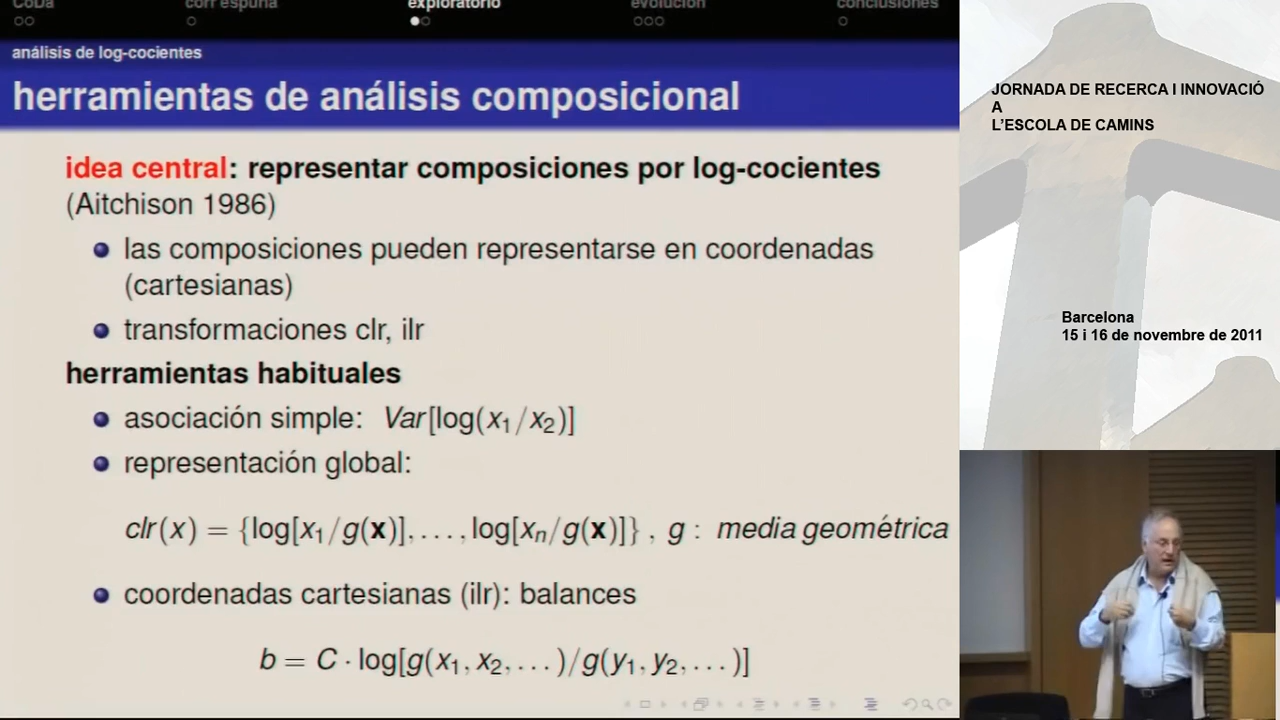 CoDa corr espuria exploratorio evolución conclusiones
análisis de log-cocientes
herramientas de análisis composicional
idea central: representar composiciones por log-cocientes
(Aitchison 1986)
las composiciones pueden representarse en coordenadas
(cartesianas)
transformaciones clr, ilr
herramientas habituales
asociación simple: Var[log(x₁/x₂)]
representación global:
clr(x) = {log[x₁/g(x)], . . . , log[xₙ/g(x)]} , g : media geométrica
coordenadas cartesianas (ilr): balances
b = C · log[g(x₁, x₂, . . . )/g(y₁, y₂, . . . )]
JORNADA DE RECERCA I INNOVACIÓ
A
L'ESCOLA DE CAMINS
Barcelona
15 i 16 de novembre de 2011